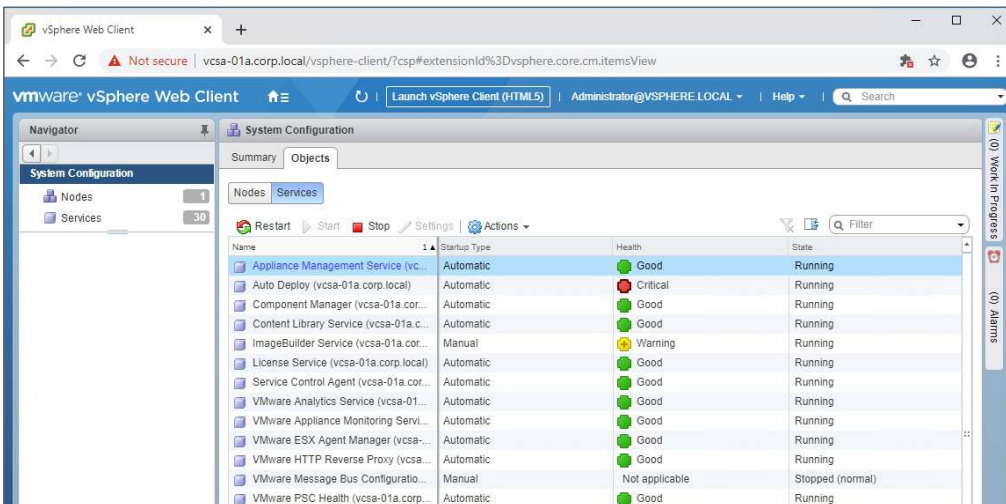 vSphere Web Client
Not secure | vcsa-01a.corp.local/vsphere-client/?csp#extensionId%3Dvsphere.core.cm.itemsView
vmware® vSphere Web Client
Launch vSphere Client (HTML5)
Administrator@VSPHERE.LOCAL
Help
Search
Navigator
System Configuration
System Configuration
Nodes 1
Services 30
Summary Objects
Nodes Services
Restart Start Stop Settings Actions Filter
Name 1 Startup Type Health State
Appliance Management Service (vc... Automatic Good Running
Auto Deploy (vcsa-01a.corp.local) Automatic Critical Running
Component Manager (vcsa-01a.cor... Automatic Good Running
Content Library Service (vcsa-01a.c... Automatic Good Running
ImageBuilder Service (vcsa-01a.cor... Manual Warning Running
License Service (vcsa-01a.corp.local) Automatic Good Running
Service Control Agent (vcsa-01a.cor... Automatic Good Running
VMware Analytics Service (vcsa-01... Automatic Good Running
VMware Appliance Monitoring Servi... Automatic Good Running
VMware ESX Agent Manager (vcsa-... Automatic Good Running
VMware HTTP Reverse Proxy (vcsa... Automatic Good Running
VMware Message Bus Configuratio... Manual Not applicable Stopped (normal)
VMware PSC Health (vcsa-01a.corp... Automatic Good Running
(0) Work In Progress
(0) Alarms